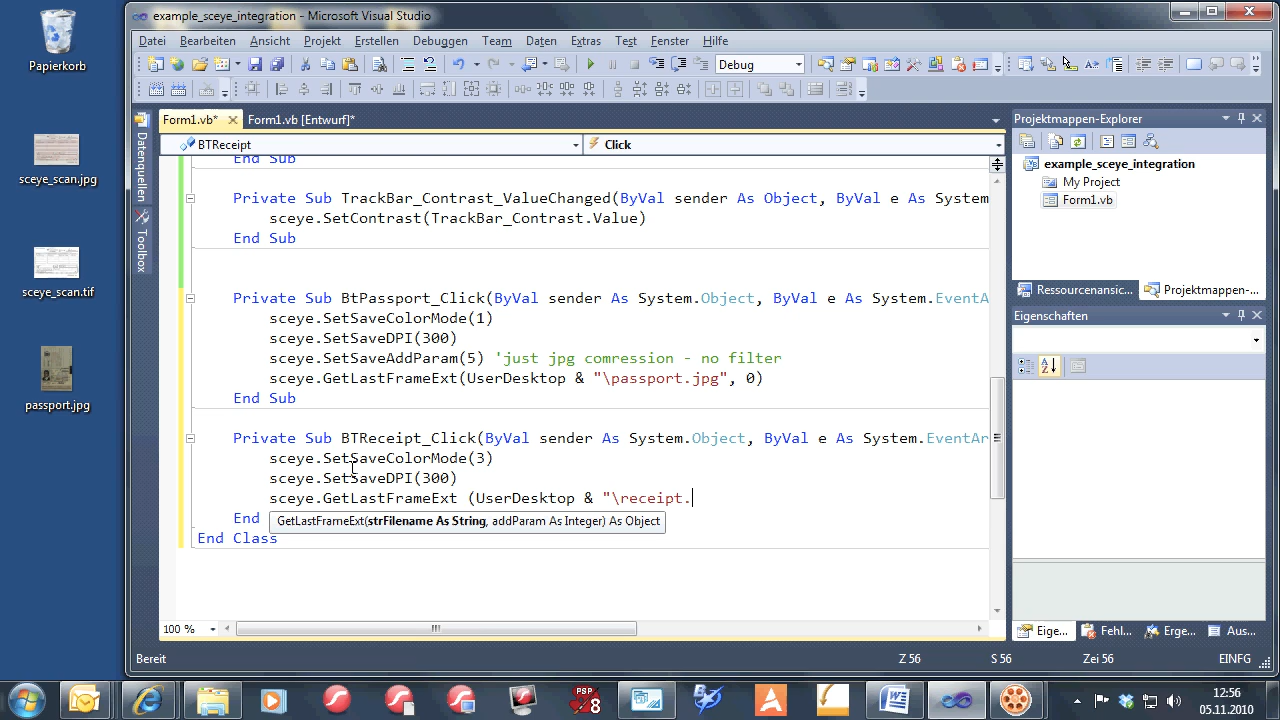 Papierkorb
sceye_scan.jpg
sceye_scan.tif
passport.jpg
example_sceye_integration - Microsoft Visual Studio
Datei Bearbeiten Ansicht Projekt Erstellen Debuggen Team Daten Extras Test Fenster Hilfe
Debug
Form1.vb* Form1.vb [Entwurf]*
BTReceipt Click
Datenquellen
Toolbox
End Sub
Private Sub TrackBar_Contrast_ValueChanged(ByVal sender As Object, ByVal e As System
sceye.SetContrast(TrackBar_Contrast.Value)
End Sub
Private Sub BtPassport_Click(ByVal sender As System.Object, ByVal e As System.EventA
sceye.SetSaveColorMode(1)
sceye.SetSaveDPI(300)
sceye.SetSaveAddParam(5) 'just jpg comression - no filter
sceye.GetLastFrameExt(UserDesktop & "\passport.jpg", 0)
End Sub
Private Sub BTReceipt_Click(ByVal sender As System.Object, ByVal e As System.EventAr
sceye.SetSaveColorMode(3)
sceye.SetSaveDPI(300)
sceye.GetLastFrameExt (UserDesktop & "\receipt.
End
GetLastFrameExt(strFilename As String, addParam As Integer) As Object
End Class
100 %
Projektmappen-Explorer
example_sceye_integration
My Project
Form1.vb
Ressourcenansic... Projektmappen-...
Eigenschaften
Eige... Fehl... Erge... Aus...
Bereit Z 56 S 56 Zei 56 EINFG
PSP 8
12:56
05.11.2010